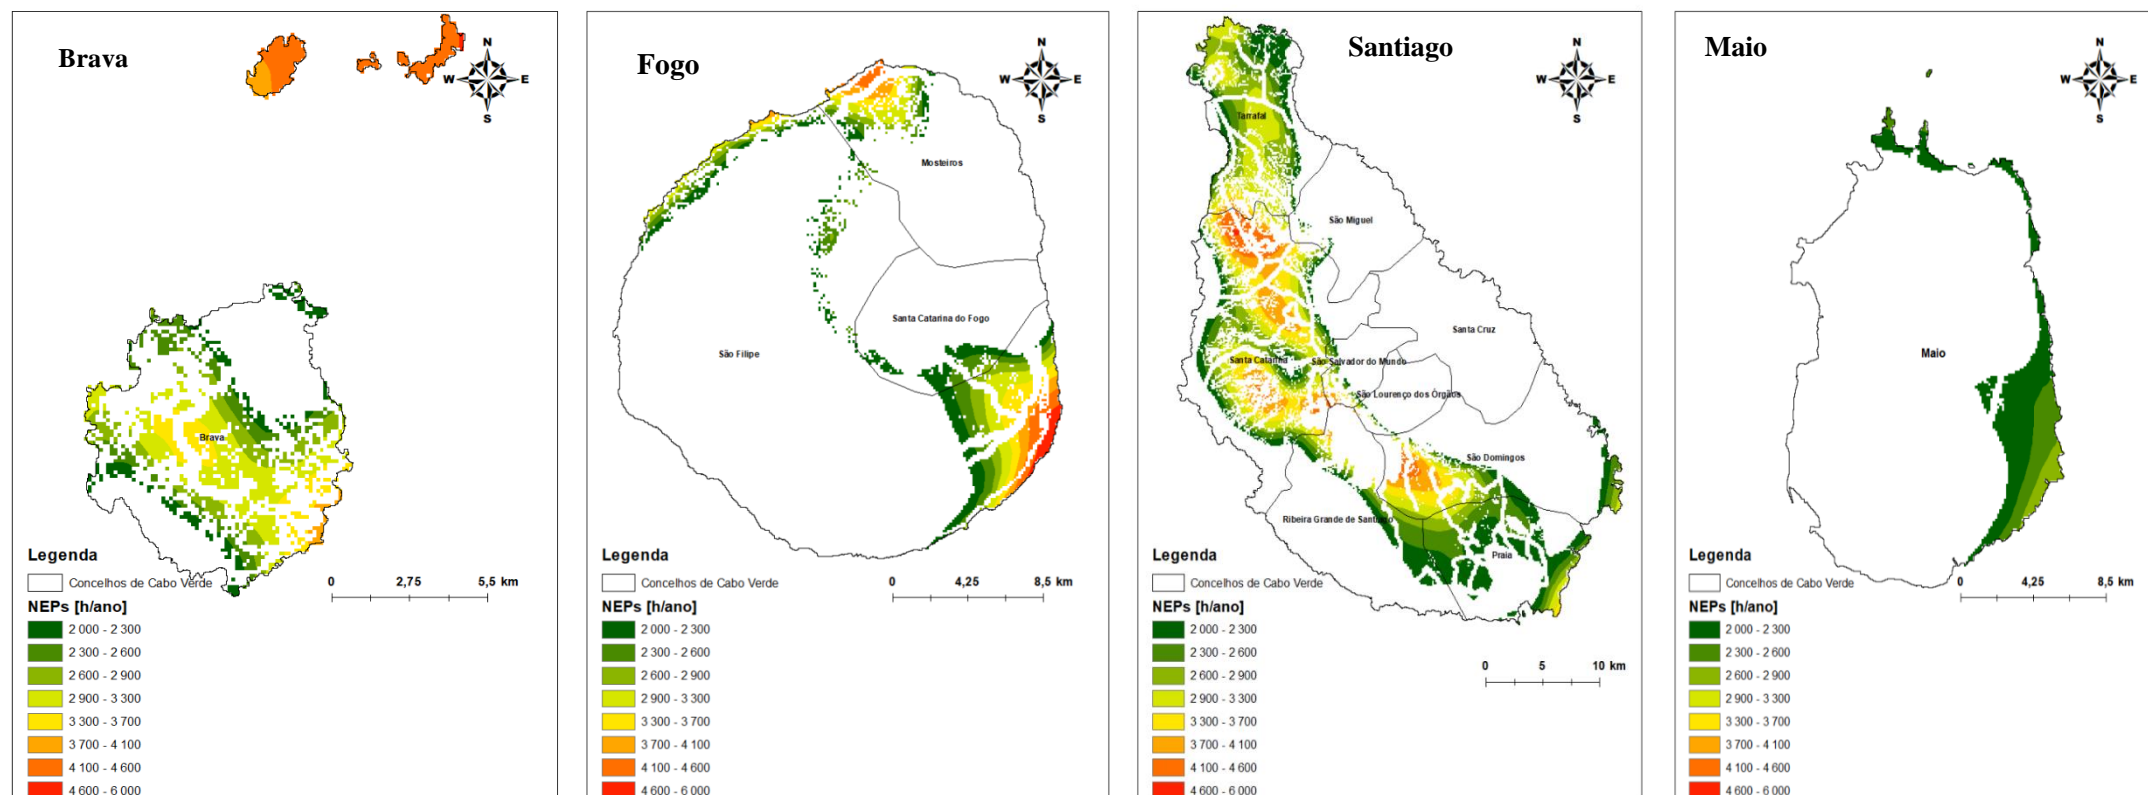 Brava
N
W E
S
Brava
Legenda
Concelhos de Cabo Verde
0 2,75 5,5 km
NEPs [h/ano]
2 000 - 2 300
2 300 - 2 600
2 600 - 2 900
2 900 - 3 300
3 300 - 3 700
3 700 - 4 100
4 100 - 4 600
4 600 - 6 000
Fogo
N
W E
S
Mosteiros
Santa Catarina do Fogo
São Filipe
Legenda
Concelhos de Cabo Verde
0 4,25 8,5 km
NEPs [h/ano]
2 000 - 2 300
2 300 - 2 600
2 600 - 2 900
2 900 - 3 300
3 300 - 3 700
3 700 - 4 100
4 100 - 4 600
4 600 - 6 000
Santiago
N
W E
S
Tarrafal
São Miguel
Santa Cruz
Santa Catarina
São Salvador do Mundo
São Lourenço dos Órgãos
São Domingos
Ribeira Grande de Santiago
Praia
Legenda
Concelhos de Cabo Verde
NEPs [h/ano]
2 000 - 2 300
2 300 - 2 600
2 600 - 2 900
2 900 - 3 300
3 300 - 3 700
3 700 - 4 100
4 100 - 4 600
4 600 - 6 000
0 5 10 km
Maio
N
W E
S
Maio
Legenda
Concelhos de Cabo Verde
0 4,25 8,5 km
NEPs [h/ano]
2 000 - 2 300
2 300 - 2 600
2 600 - 2 900
2 900 - 3 300
3 300 - 3 700
3 700 - 4 100
4 100 - 4 600
4 600 - 6 000